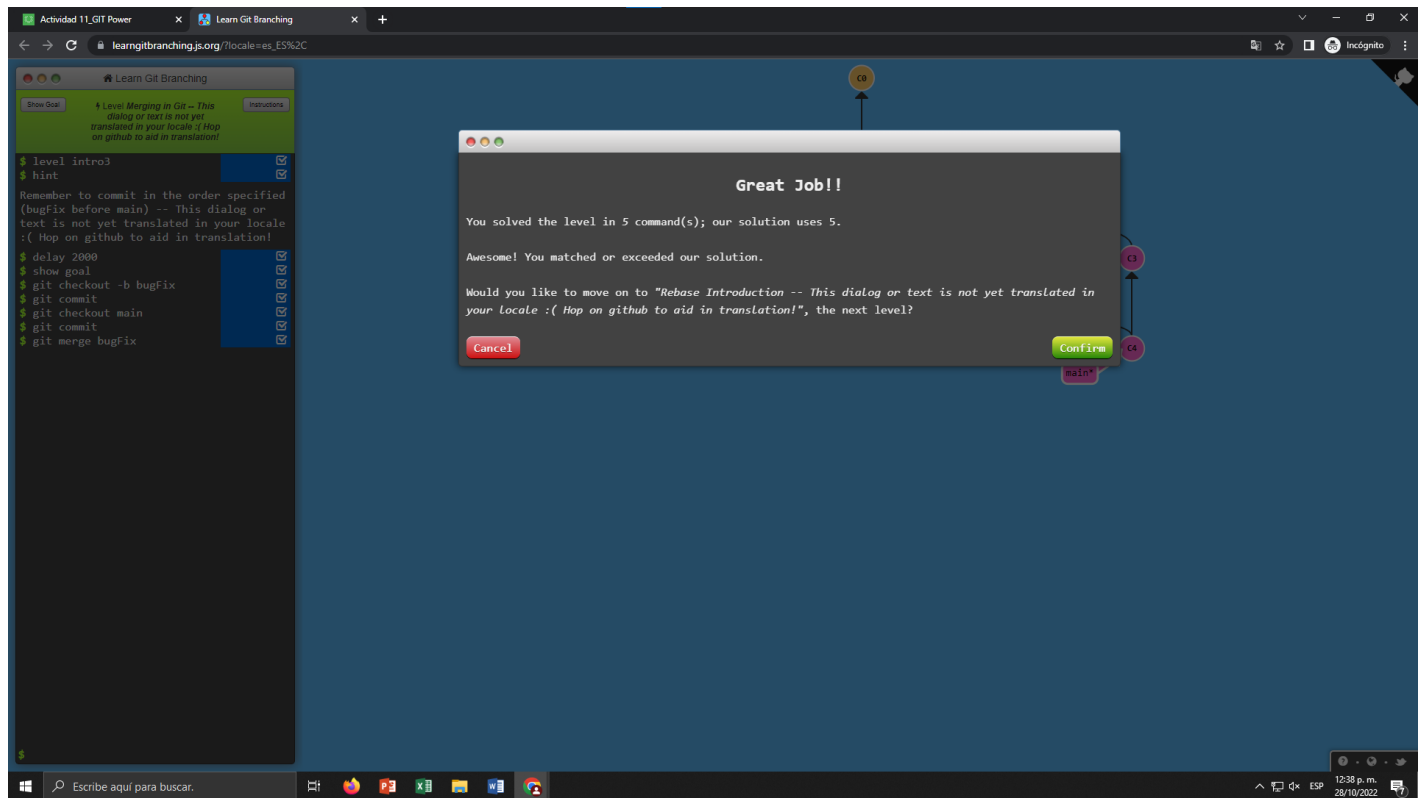 Actividad 11_GIT Power
Learn Git Branching
learngitbranching.js.org/?locale=es_ES%2C
Incógnito
Learn Git Branching
Show Goal
Level Merging in Git -- This
dialog or text is not yet
translated in your locale :( Hop
on github to aid in translation!
Instructions
$ level intro3
$ hint
Remember to commit in the order specified
(bugFix before main) -- This dialog or
text is not yet translated in your locale
:( Hop on github to aid in translation!
$ delay 2000
$ show goal
$ git checkout -b bugFix
$ git commit
$ git checkout main
$ git commit
$ git merge bugFix
$
C0
Great Job!!
You solved the level in 5 command(s); our solution uses 5.
Awesome! You matched or exceeded our solution.
Would you like to move on to "Rebase Introduction -- This dialog or text is not yet translated in
your locale :( Hop on github to aid in translation!", the next level?
Cancel
Confirm
C3
C4
main*
Escribe aquí para buscar.
ESP
12:38 p. m.
28/10/2022
7